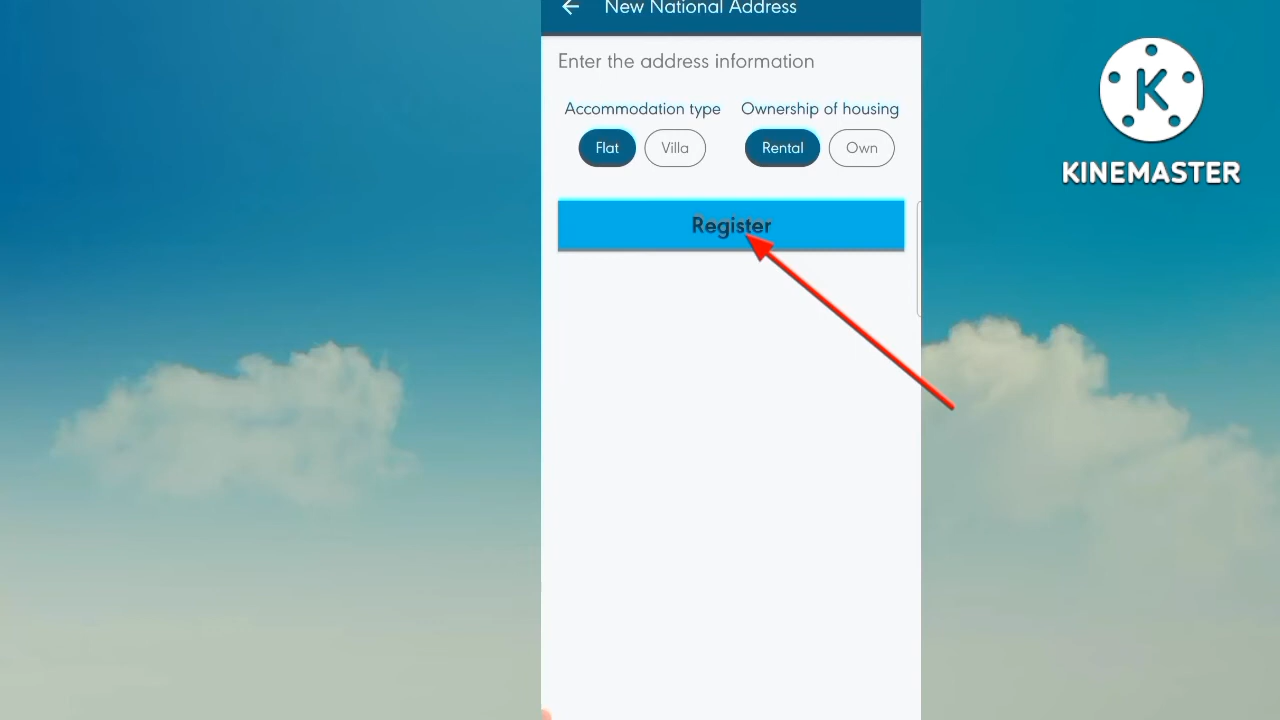 New National Address
Enter the address information
Accommodation type Ownership of housing
Flat Villa Rental Own
Register
K
KINEMASTER